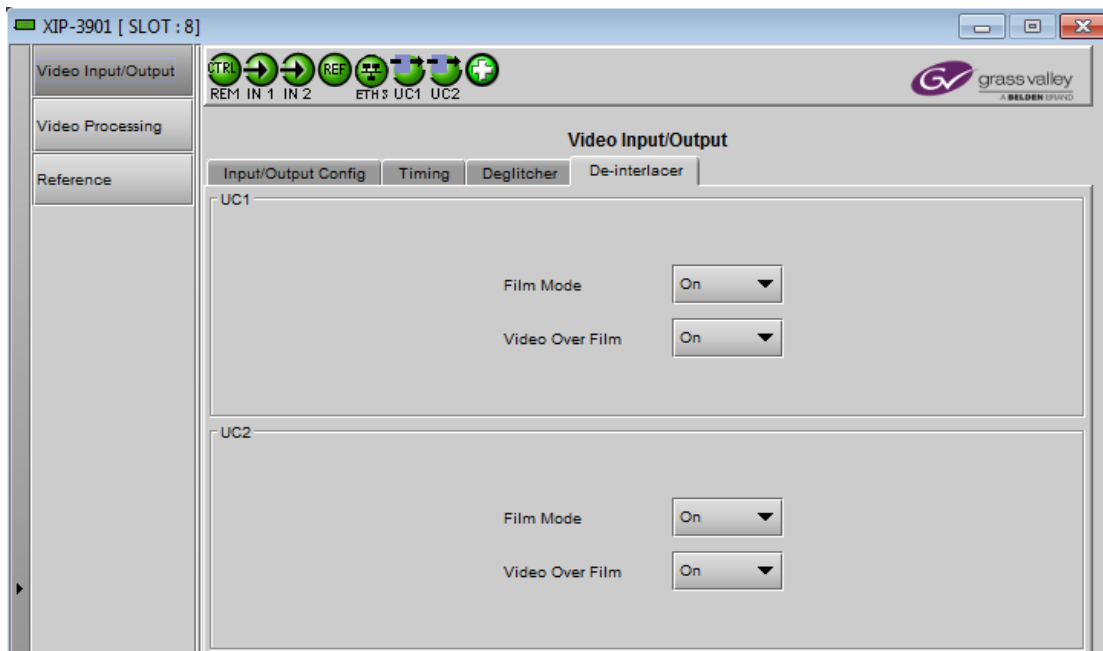 XIP-3901 [ SLOT : 8]
Video Input/Output
Video Processing
Reference
CTRL REF
REM IN 1 IN 2 ETH3 UC1 UC2
grass valley
A BELDEN BRAND
Video Input/Output
Input/Output Config Timing Deglitcher De-interlacer
UC1
Film Mode On
Video Over Film On
UC2
Film Mode On
Video Over Film On